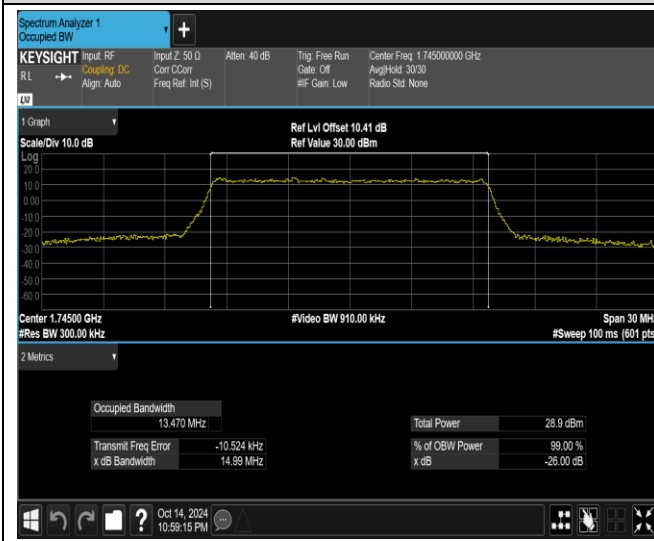 Spectrum Analyzer 1
Occupied BW
+
KEYSIGHT Input: RF Input Z: 50 Ω Atten: 40 dB Trig: Free Run Center Freq: 1.745000000 GHz
RL Coupling: DC Corr CCorr Gate: Off Avg|Hold: 30/30
Align: Auto Freq Ref: Int (S) #IF Gain: Low Radio Std: None
LXI
1 Graph Ref Lvl Offset 10.41 dB
Scale/Div 10.0 dB Ref Value 30.00 dBm
Log
20.0
10.0
0.00
-10.0
-20.0
-30.0
-40.0
-50.0
-60.0
Center 1.74500 GHz #Video BW 910.00 kHz Span 30 MH
#Res BW 300.00 kHz #Sweep 100 ms (601 pts
2 Metrics
Occupied Bandwidth
13.470 MHz Total Power 28.9 dBm
Transmit Freq Error -10.524 kHz % of OBW Power 99.00 %
x dB Bandwidth 14.99 MHz x dB -26.00 dB
? Oct 14, 2024
10:59:15 PM